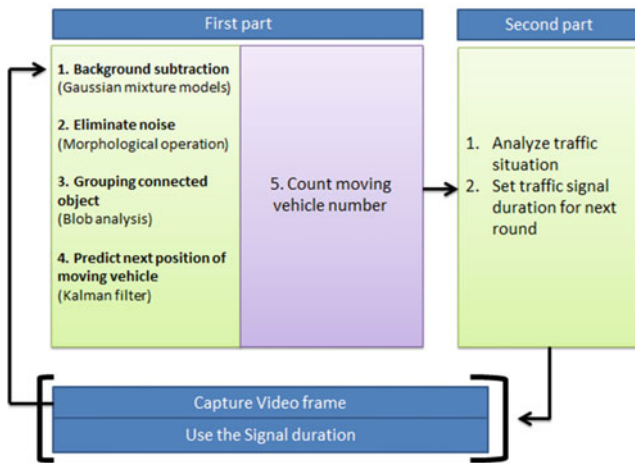 First part
1. Background subtraction
(Gaussian mixture models)
2. Eliminate noise
(Morphological operation)
3. Grouping connected
object
(Blob analysis)
4. Predict next position of
moving vehicle
(Kalman filter)
5. Count moving
vehicle number
Second part
1. Analyze traffic
situation
2. Set traffic signal
duration for next
round
Capture Video frame
Use the Signal duration